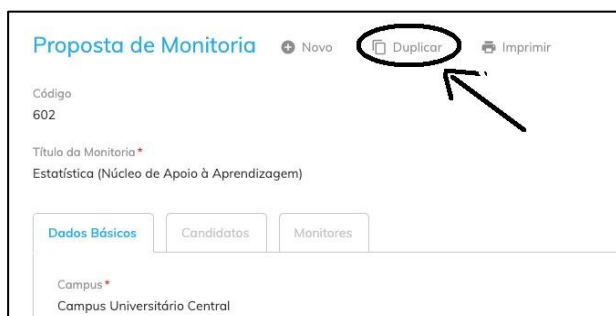 Proposta de Monitoria Novo Duplicar Imprimir
Código
602
Título da Monitoria*
Estatística (Núcleo de Apoio à Aprendizagem)
Dados Básicos Candidatos Monitores
Campus*
Campus Universitário Central